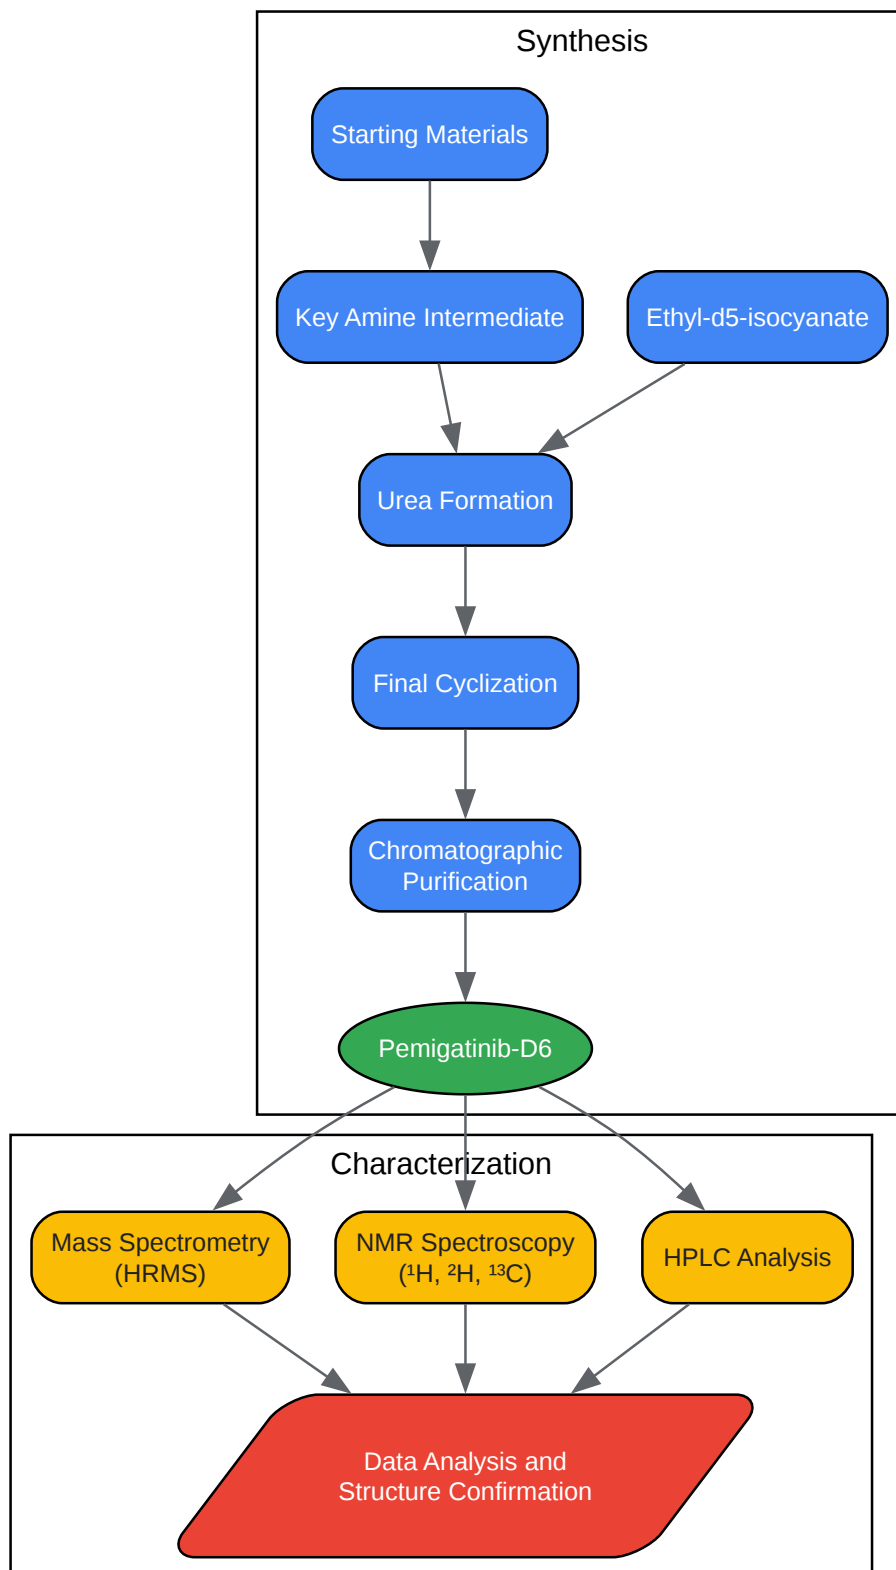 Synthesis
Starting Materials
Key Amine Intermediate
Ethyl-d5-isocyanate
Urea Formation
Final Cyclization
Chromatographic
Purification
Pemigatinib-D6
Characterization
Mass Spectrometry
(HRMS)
NMR Spectroscopy
(¹H, ²H, ¹³C)
HPLC Analysis
Data Analysis and
Structure Confirmation